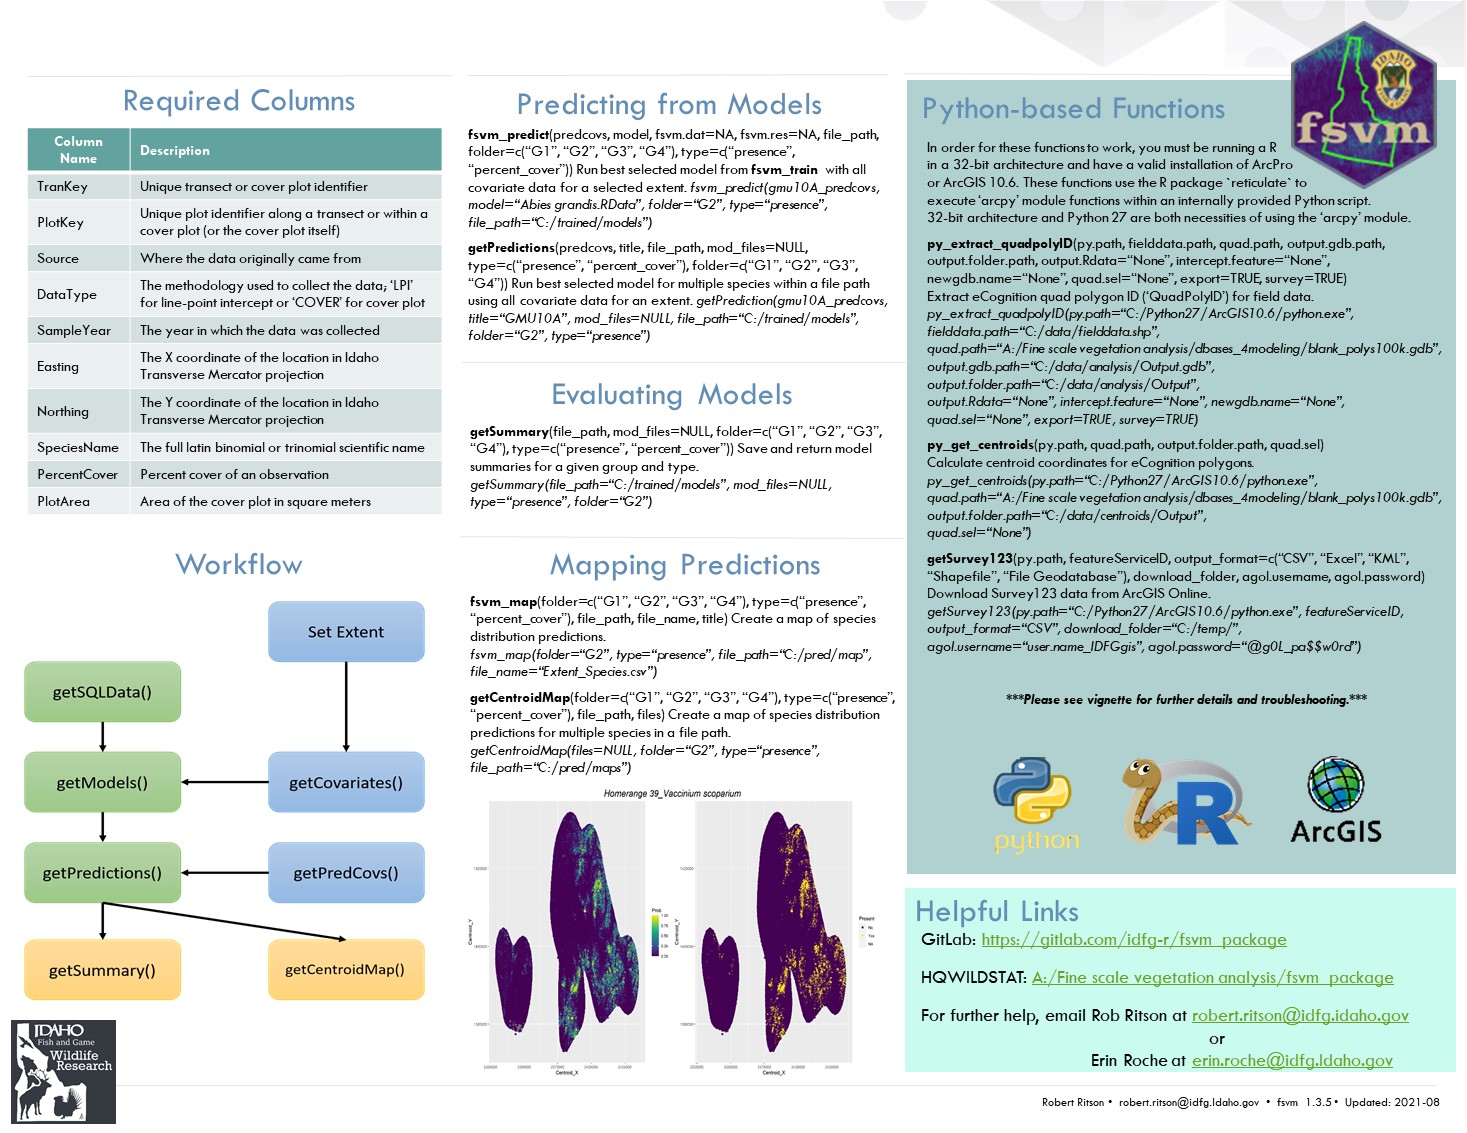 Required Columns
Column Name
Description
TranKey
Unique transect or cover plot identifier
PlotKey
Unique plot identifier along a transect or within a
cover plot (or the cover plot itself)
Source
Where the data originally came from
DataType
The methodology used to collect the data; ‘LPI’
for line-point intercept or ‘COVER’ for cover plot
SampleYear
The year in which the data was collected
Easting
The X coordinate of the location in Idaho
Transverse Mercator projection
Northing
The Y coordinate of the location in Idaho
Transverse Mercator projection
SpeciesName
The full latin binomial or trinomial scientific name
PercentCover
Percent cover of an observation
PlotArea
Area of the cover plot in square meters
Workflow
Set Extent
getSQLData()
getModels()
getCovariates()
getPredictions()
getPredCovs()
getSummary()
getCentroidMap()
IDAHO
Fish and Game
Wildlife
Research
Predicting from Models
fsvm_predict(predcovs, model, fsvm.dat=NA, fsvm.res=NA, file_path,
folder=c(“G1”, “G2”, “G3”, “G4”), type=c(“presence”,
“percent_cover”)) Run best selected model from fsvm_train with all
covariate data for a selected extent. fsvm_predict(gmu10A_predcovs,
model=“Abies grandis.RData”, folder=“G2”, type=“presence”,
file_path=“C:/trained/models”)
getPredictions(predcovs, title, file_path, mod_files=NULL,
type=c(“presence”, “percent_cover”), folder=c(“G1”, “G2”, “G3”,
“G4”)) Run best selected model for multiple species within a file path
using all covariate data for an extent. getPrediction(gmu10A_predcovs,
title=“GMU10A”, mod_files=NULL, file_path=“C:/trained/models”,
folder=“G2”, type=“presence”)
Evaluating Models
getSummary(file_path, mod_files=NULL, folder=c(“G1”, “G2”, “G3”,
“G4”), type=c(“presence”, “percent_cover”)) Save and return model
summaries for a given group and type.
getSummary(file_path=“C:/trained/models”, mod_files=NULL,
type=“presence”, folder=“G2”)
Mapping Predictions
fsvm_map(folder=c(“G1”, “G2”, “G3”, “G4”), type=c(“presence”,
“percent_cover”), file_path, file_name, title) Create a map of species
distribution predictions.
fsvm_map(folder=“G2”, type=“presence”, file_path=“C:/pred/map”,
file_name=“Extent_Species.csv”)
getCentroidMap(folder=c(“G1”, “G2”, “G3”, “G4”), type=c(“presence”,
“percent_cover”), file_path, files) Create a map of species distribution
predictions for multiple species in a file path.
getCentroidMap(files=NULL, folder=“G2”, type=“presence”,
file_path=“C:/pred/maps”)
Homerange 39_Vaccinium scoparium
Centroid_Y
Centroid_X
Prob
1.00
0.75
0.50
0.25
0.00
Centroid_Y
Centroid_X
Present
No
Yes
NA
Python-based Functions
IDAHO
fsvm
In order for these functions to work, you must be running a R
in a 32-bit architecture and have a valid installation of ArcPro
or ArcGIS 10.6. These functions use the R package `reticulate` to
execute ‘arcpy’ module functions within an internally provided Python script.
32-bit architecture and Python 27 are both necessities of using the ‘arcpy’ module.
py_extract_quadpolyID(py.path, fielddata.path, quad.path, output.gdb.path,
output.folder.path, output.Rdata=“None”, intercept.feature=“None”,
newgdb.name=“None”, quad.sel=“None”, export=TRUE, survey=TRUE)
Extract eCognition quad polygon ID (‘QuadPolyID’) for field data.
py_extract_quadpolyID(py.path=“C:/Python27/ArcGIS10.6/python.exe”,
fielddata.path=“C:/data/fielddata.shp”,
quad.path=“A:/Fine scale vegetation analysis/dbases_4modeling/blank_polys100k.gdb”,
output.gdb.path=“C:/data/analysis/Output.gdb”,
output.folder.path=“C:/data/analysis/Output”,
output.Rdata=“None”, intercept.feature=“None”, newgdb.name=“None”,
quad.sel=“None”, export=TRUE, survey=TRUE)
py_get_centroids(py.path, quad.path, output.folder.path, quad.sel)
Calculate centroid coordinates for eCognition polygons.
py_get_centroids(py.path=“C:/Python27/ArcGIS10.6/python.exe”,
quad.path=“A:/Fine scale vegetation analysis/dbases_4modeling/blank_polys100k.gdb”,
output.folder.path=“C:/data/centroids/Output”,
quad.sel=“None”)
getSurvey123(py.path, featureServiceID, output_format=c(“CSV”, “Excel”, “KML”,
“Shapefile”, “File Geodatabase”), download_folder, agol.username, agol.password)
Download Survey123 data from ArcGIS Online.
getSurvey123(py.path=“C:/Python27/ArcGIS10.6/python.exe”, featureServiceID,
output_format=“CSV”, download_folder=“C:/temp/”,
agol.username=“user.name_IDFGgis”, agol.password=“@g0L_pa$$w0rd”)
***Please see vignette for further details and troubleshooting.***
python
R
ArcGIS
Helpful Links
GitLab: https://gitlab.com/idfg-r/fsvm_package
HQWILDSTAT: A:/Fine scale vegetation analysis/fsvm_package
For further help, email Rob Ritson at robert.ritson@idfg.idaho.gov
or
Erin Roche at erin.roche@idfg.Idaho.gov
Robert Ritson • robert.ritson@idfg.Idaho.gov • fsvm 1.3.5 • Updated: 2021-08